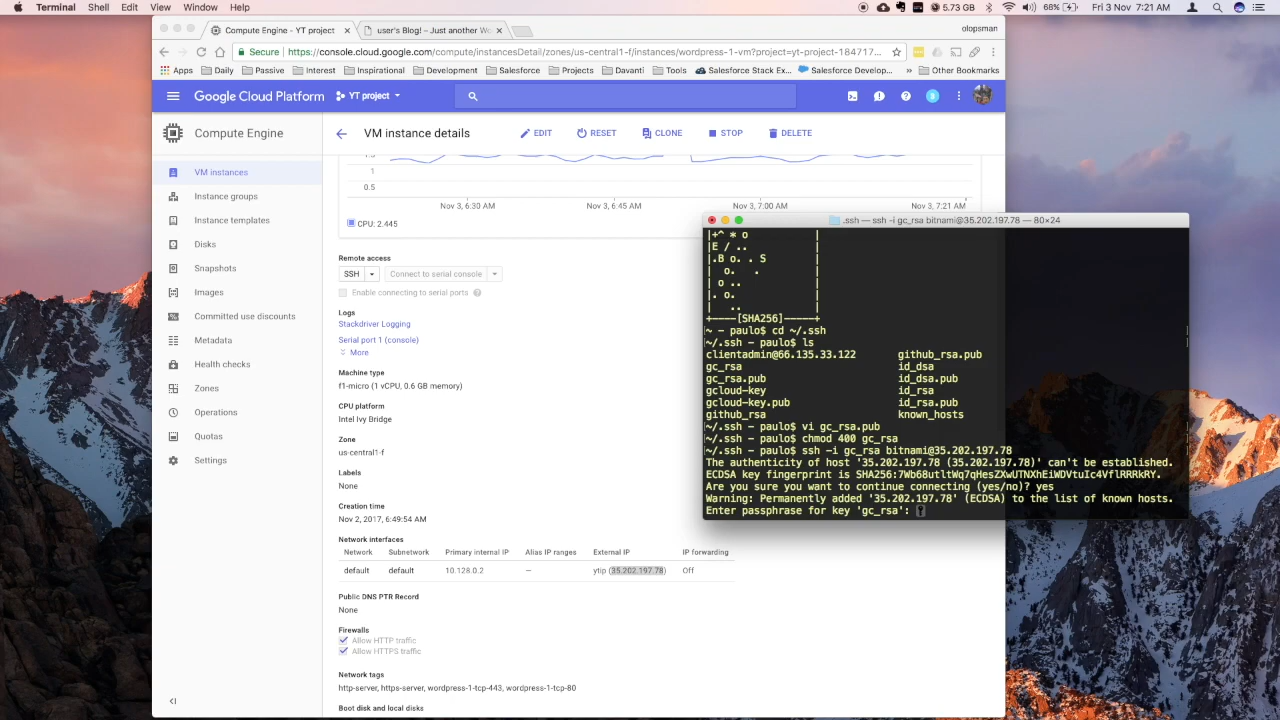 Terminal Shell Edit View Window Help
98% Sun 7:21AM olopsman
Compute Engine - YT project
user's Blog! – Just another Wo
olopsman
Secure https://console.cloud.google.com/compute/instancesDetail/zones/us-central1-f/instances/wordpress-1-vm?project=yt-project-184717...
Apps Daily Passive Interest Inspirational Development Salesforce Projects Davanti Tools Salesforce Stack Ex... Salesforce Develop... » Other Bookmarks
Google Cloud Platform YT project
Compute Engine
VM instance details EDIT RESET CLONE STOP DELETE
VM instances
Instance groups
Instance templates
Disks
Snapshots
Images
Committed use discounts
Metadata
Health checks
Zones
Operations
Quotas
Settings
1.5
1
0.5
Nov 3, 6:30 AM Nov 3, 6:45 AM Nov 3, 7:00 AM Nov 3, 7:21 AM
CPU: 2.445
Remote access
SSH Connect to serial console
Enable connecting to serial ports
Logs
Stackdriver Logging
Serial port 1 (console)
More
Machine type
f1-micro (1 vCPU, 0.6 GB memory)
CPU platform
Intel Ivy Bridge
Zone
us-central1-f
Labels
None
Creation time
Nov 2, 2017, 6:49:54 AM
Network interfaces
Network Subnetwork Primary internal IP Alias IP ranges External IP IP forwarding
default default 10.128.0.2 — ytip (35.202.197.78) Off
Public DNS PTR Record
None
Firewalls
Allow HTTP traffic
Allow HTTPS traffic
Network tags
http-server, https-server, wordpress-1-tcp-443, wordpress-1-tcp-80
Boot disk and local disks
.ssh — ssh -i gc_rsa bitnami@35.202.197.78 — 80×24
|+^ * o |
|E / .. |
|.B o. . S |
| o. . |
| o .. |
|. o. |
| .. |
+----[SHA256]-----+
~ - paulo$ cd ~/.ssh
~/.ssh - paulo$ ls
clientadmin@66.135.33.122 github_rsa.pub
gc_rsa id_dsa
gc_rsa.pub id_dsa.pub
gcloud-key id_rsa
gcloud-key.pub id_rsa.pub
github_rsa known_hosts
~/.ssh - paulo$ vi gc_rsa.pub
~/.ssh - paulo$ chmod 400 gc_rsa
~/.ssh - paulo$ ssh -i gc_rsa bitnami@35.202.197.78
The authenticity of host '35.202.197.78 (35.202.197.78)' can't be established.
ECDSA key fingerprint is SHA256:7Wb68utltWq7qHesZXwUTNXhEiWDVtuIc4VflRRRkRY.
Are you sure you want to continue connecting (yes/no)? yes
Warning: Permanently added '35.202.197.78' (ECDSA) to the list of known hosts.
Enter passphrase for key 'gc_rsa':